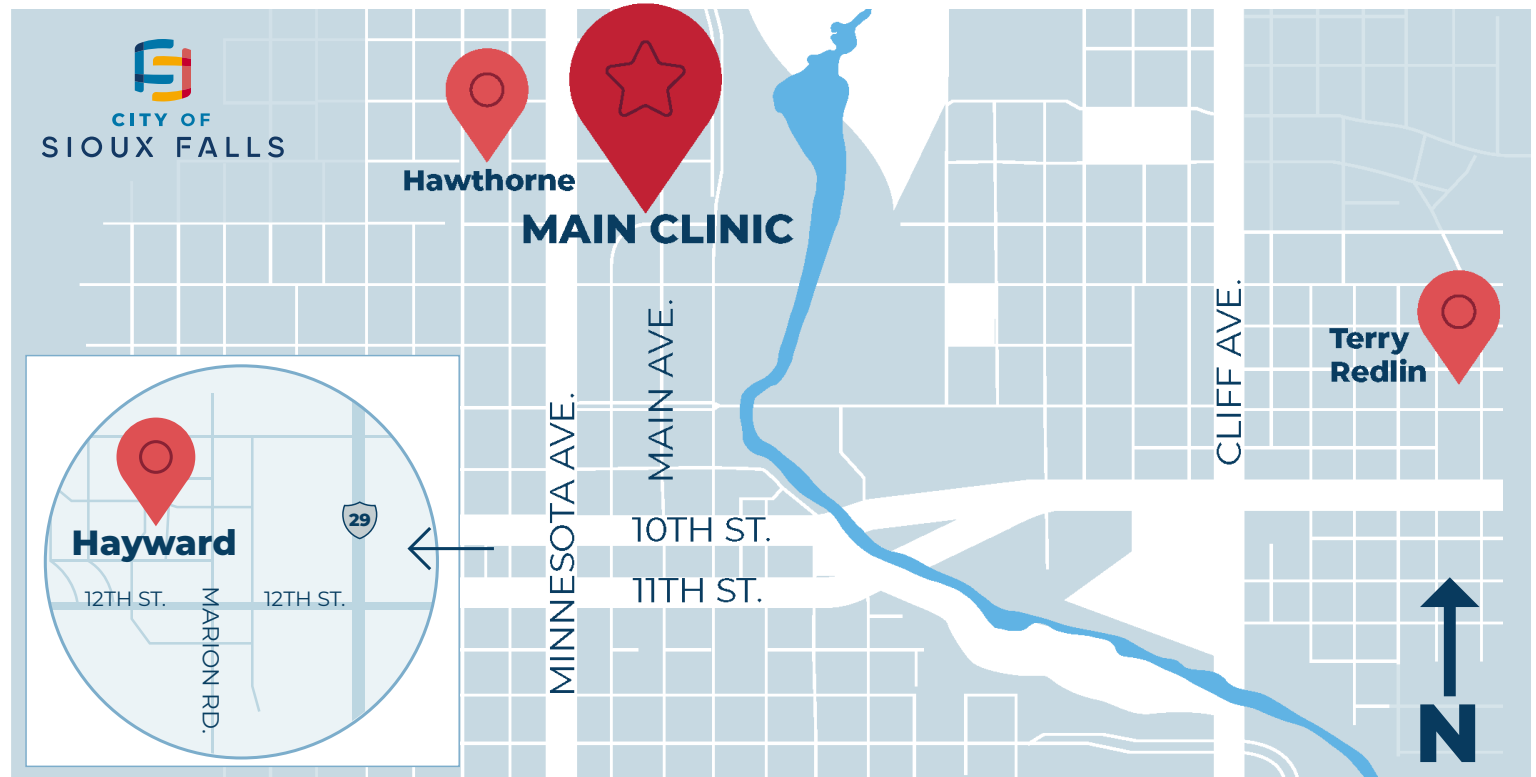 CITY OF
SIOUX FALLS
Hawthorne
MAIN CLINIC
MAIN AVE.
MINNESOTA AVE.
CLIFF AVE.
Terry
Redlin
10TH ST.
11TH ST.
29
Hayward
12TH ST.
12TH ST.
MARION RD.
N